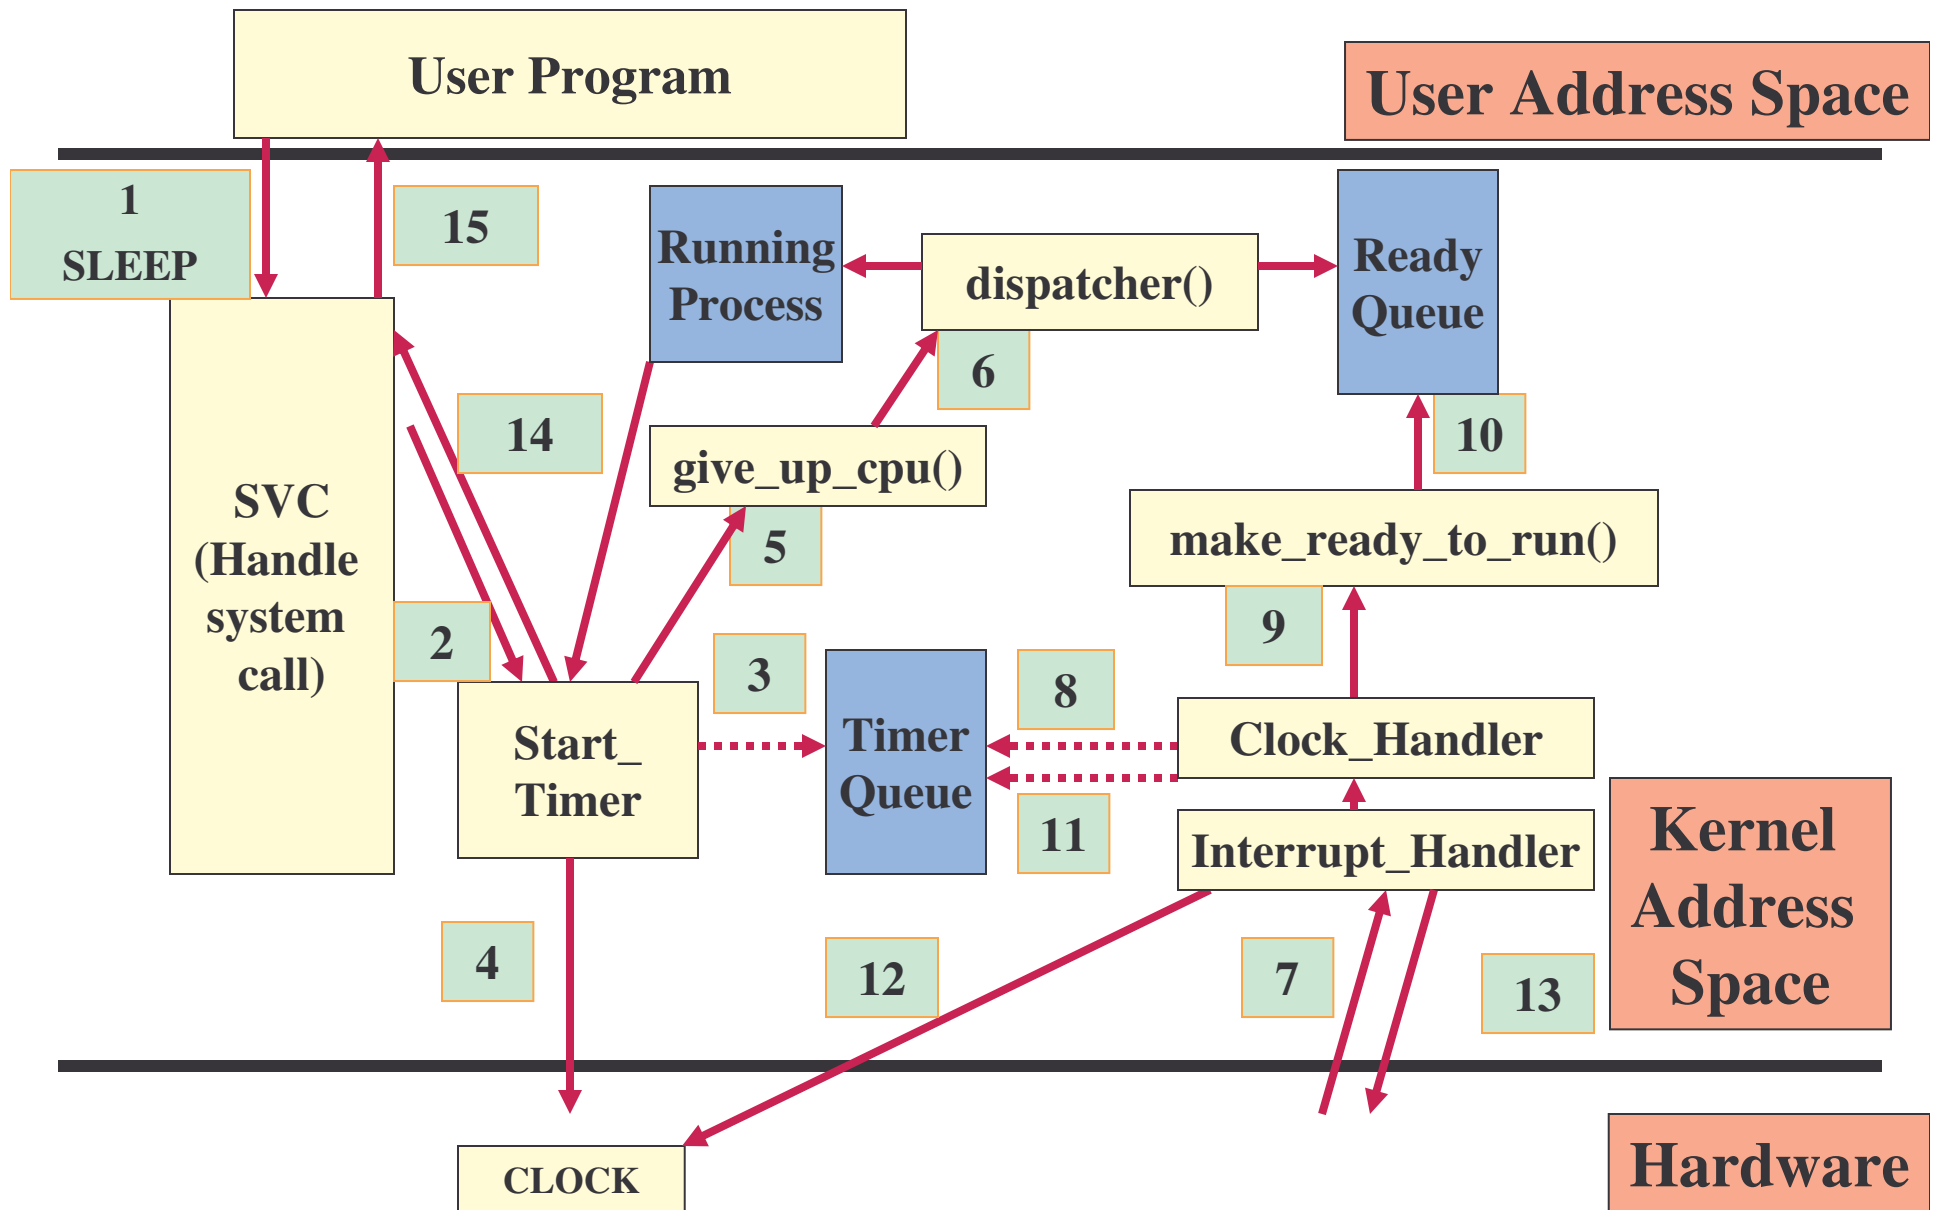 User Program
User Address Space
1
SLEEP
15
Running
Process
dispatcher()
Ready
Queue
6
14
10
give_up_cpu()
SVC
(Handle
system
call)
5
make_ready_to_run()
2
9
3
8
Start_
Timer
Timer
Queue
Clock_Handler
11
Interrupt_Handler
Kernel
Address
Space
4
12
7
13
CLOCK
Hardware